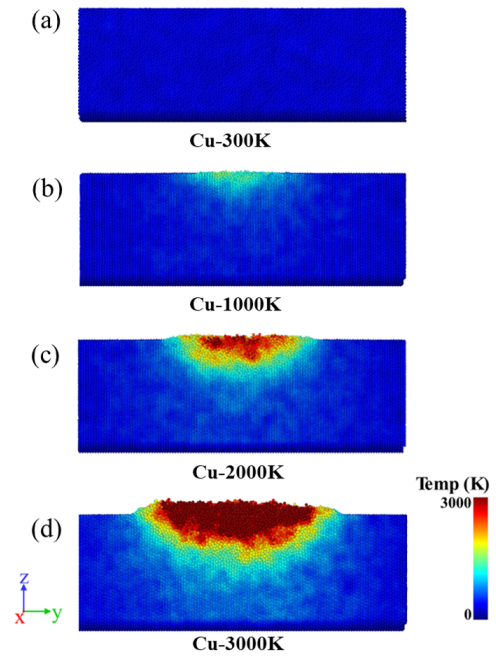 (a)
Cu-300K
(b)
Cu-1000K
(c)
Cu-2000K
Temp (K)
3000
(d)
0
z
x
y
Cu-3000K